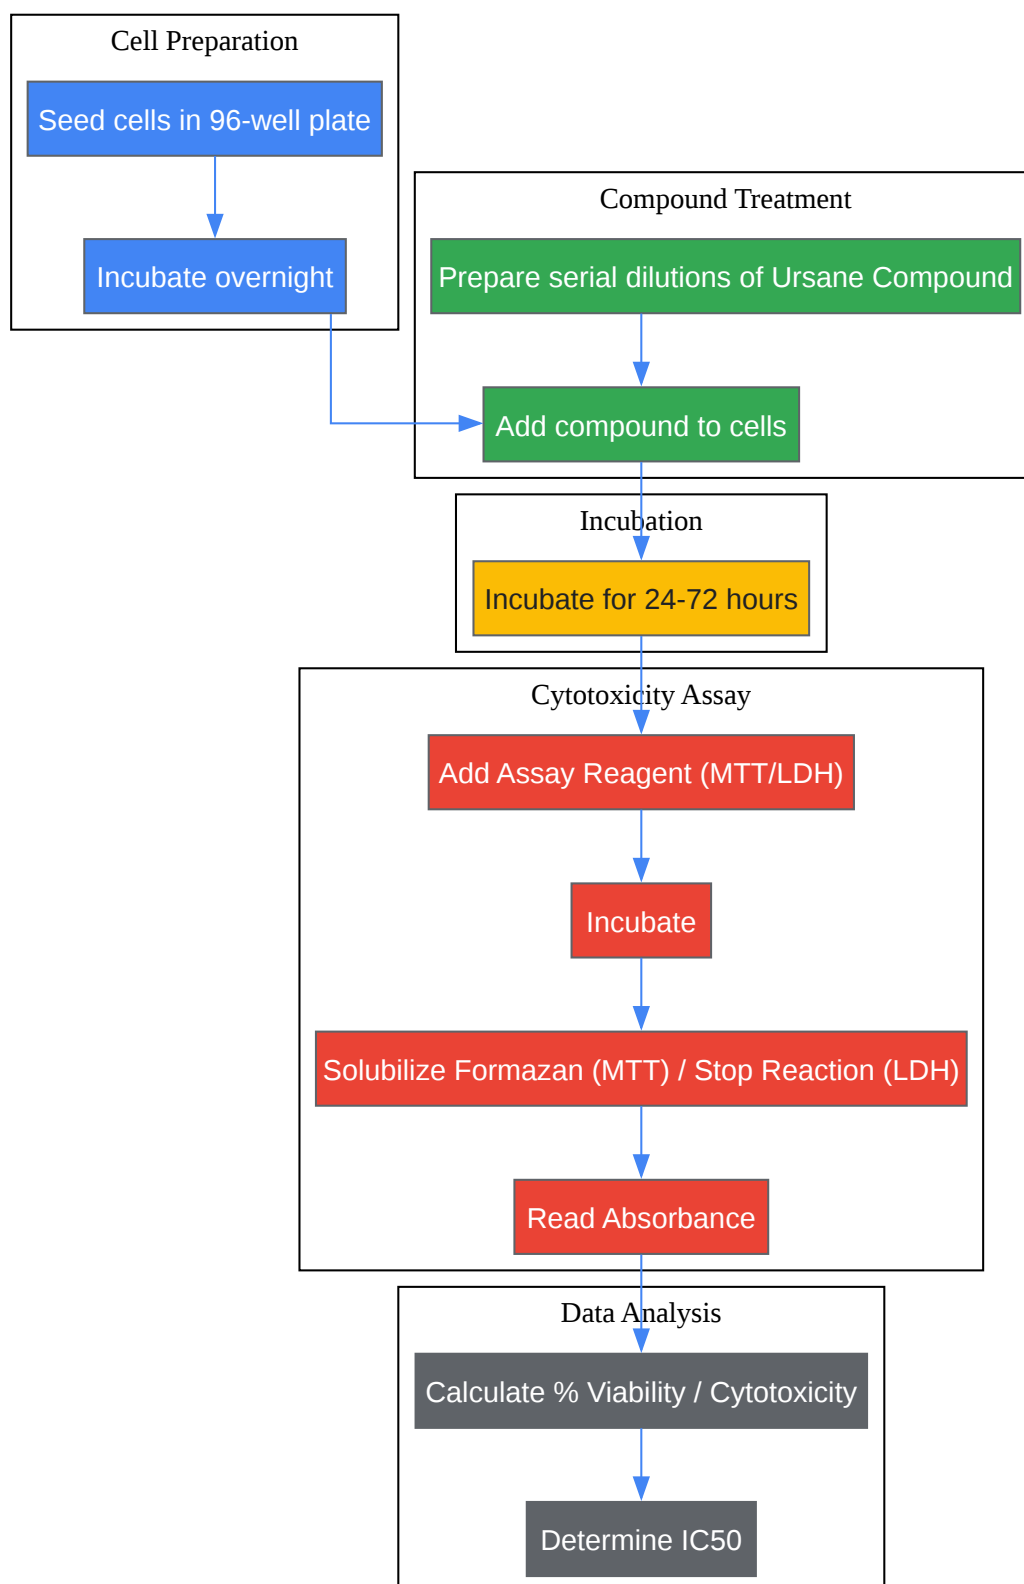 Cell Preparation
Seed cells in 96-well plate
Incubate overnight
Compound Treatment
Prepare serial dilutions of Ursane Compound
Add compound to cells
Incubation
Incubate for 24-72 hours
Cytotoxicity Assay
Add Assay Reagent (MTT/LDH)
Incubate
Solubilize Formazan (MTT) / Stop Reaction (LDH)
Read Absorbance
Data Analysis
Calculate % Viability / Cytotoxicity
Determine IC50